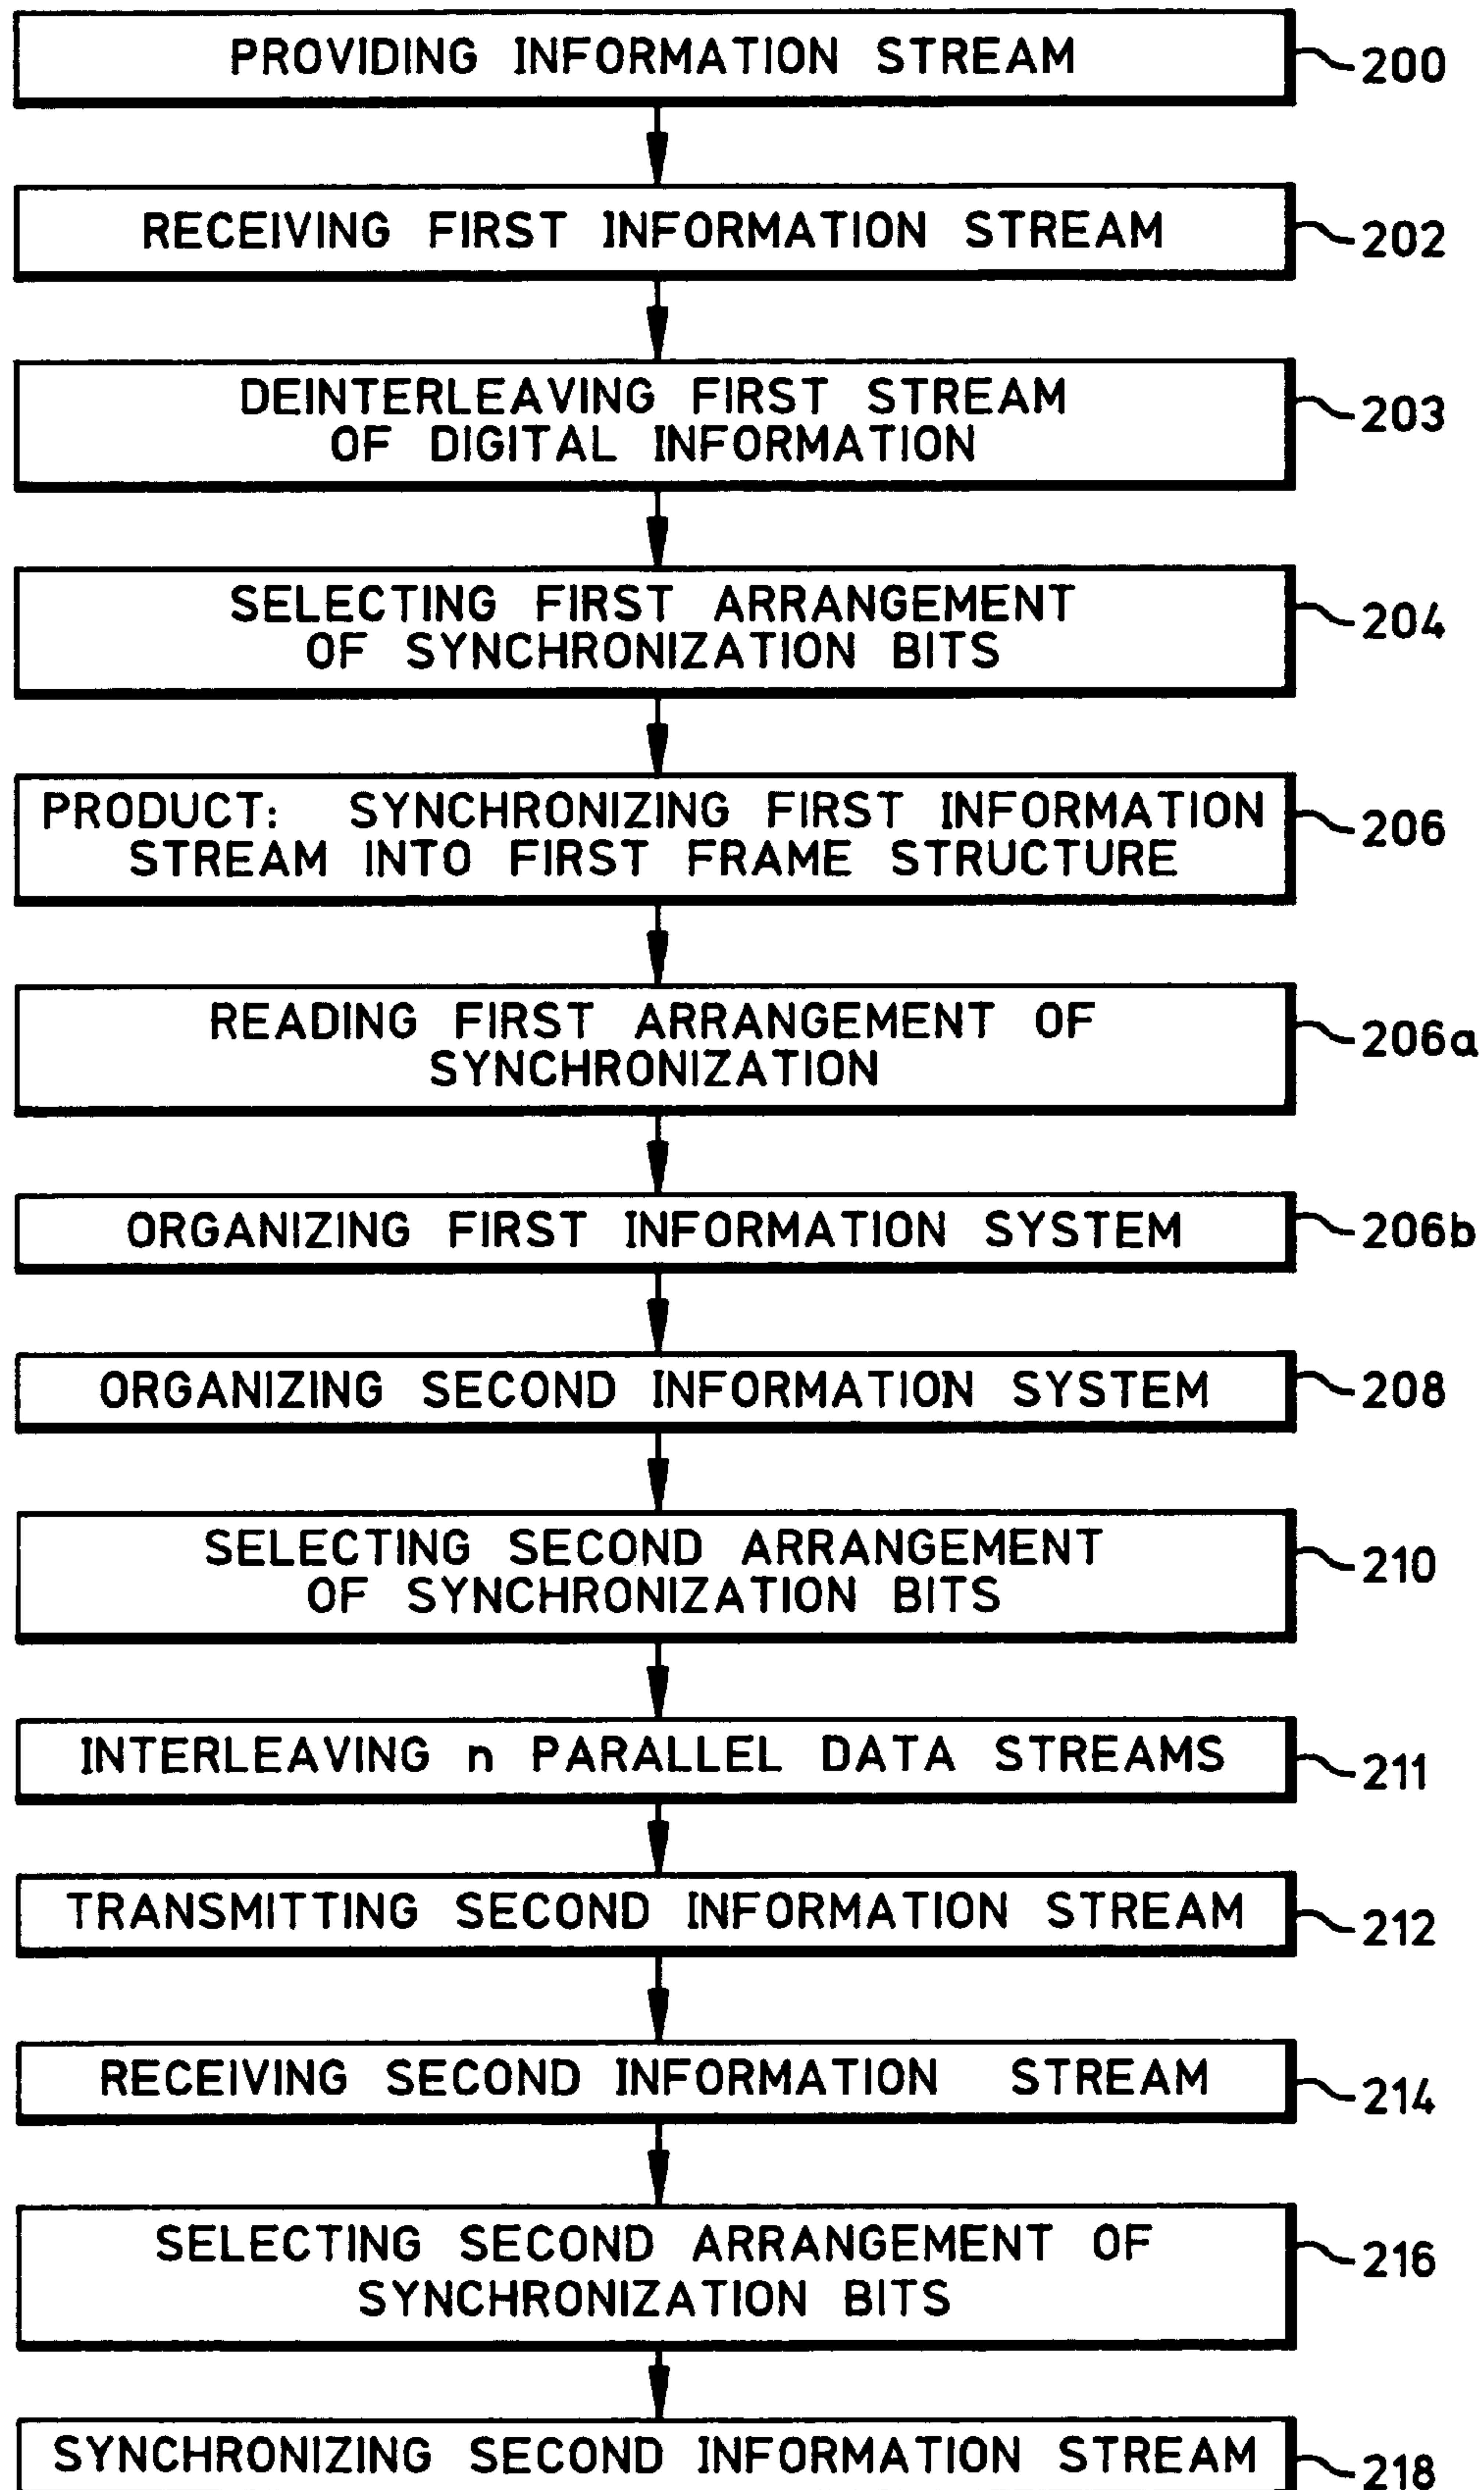 PROVIDING INFORMATION STREAM
200
RECEIVING FIRST INFORMATION STREAM
202
DEINTERLEAVING FIRST STREAM
OF DIGITAL INFORMATION
203
SELECTING FIRST ARRANGEMENT
OF SYNCHRONIZATION BITS
204
PRODUCT: SYNCHRONIZING FIRST INFORMATION
STREAM INTO FIRST FRAME STRUCTURE
206
READING FIRST ARRANGEMENT OF
SYNCHRONIZATION
206a
ORGANIZING FIRST INFORMATION SYSTEM
206b
ORGANIZING SECOND INFORMATION SYSTEM
208
SELECTING SECOND ARRANGEMENT
OF SYNCHRONIZATION BITS
210
INTERLEAVING n PARALLEL DATA STREAMS
211
TRANSMITTING SECOND INFORMATION STREAM
212
RECEIVING SECOND INFORMATION STREAM
214
SELECTING SECOND ARRANGEMENT OF
SYNCHRONIZATION BITS
216
SYNCHRONIZING SECOND INFORMATION STREAM
218